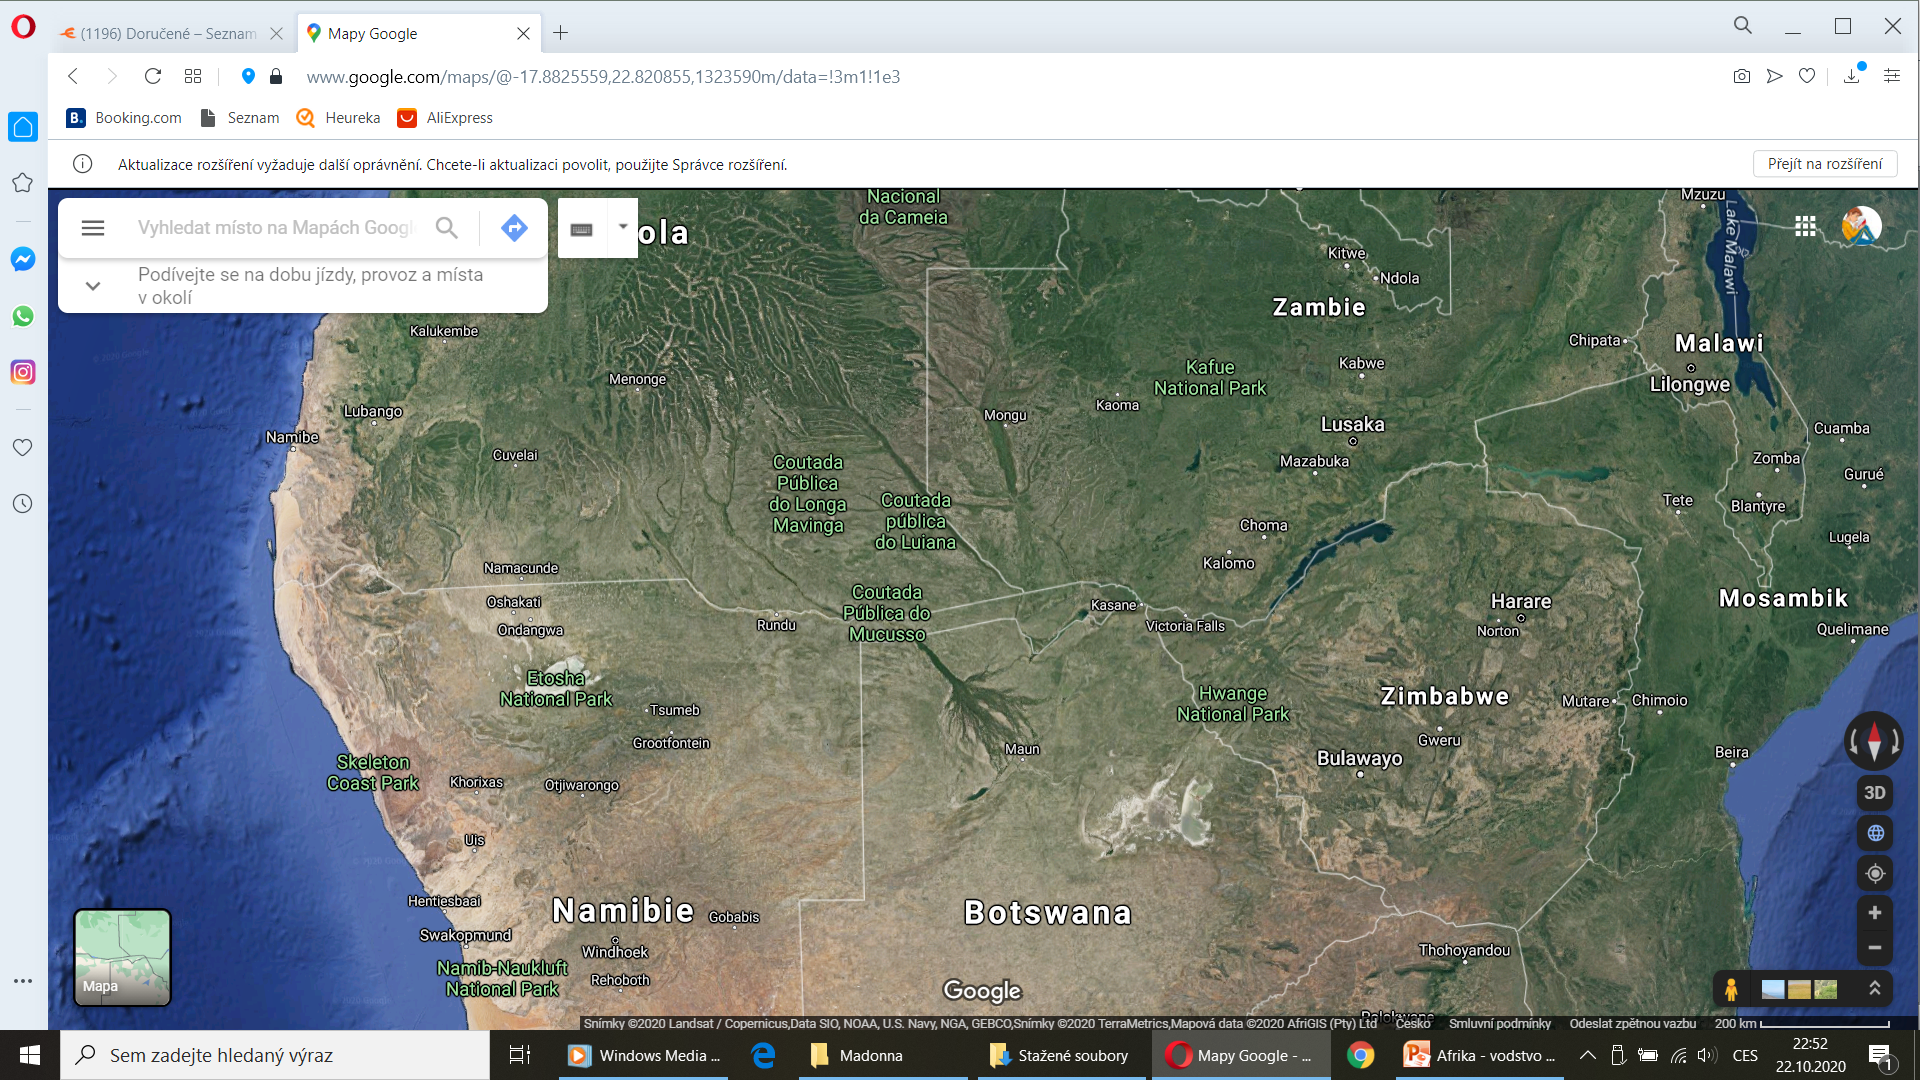 (1196) Doručené – Seznam
Mapy Google
www.google.com/maps/@-17.8825559,22.820855,1323590m/data=!3m1!1e3
B. Booking.com
Seznam
Heureka
AliExpress
Aktualizace rozšíření vyžaduje další oprávnění. Chcete-li aktualizaci povolit, použijte Správce rozšíření.
Přejít na rozšíření
Vyhledat místo na Mapách Googl
Podívejte se na dobu jízdy, provoz a místa
v okolí
ola
Nacional
da Cameia
Mzuzu
Lake Malawi
Kitwe
Ndola
Zambie
Kalukembe
Chipata
Malawi
Lilongwe
Menonge
Kafue
National Park
Kabwe
Kaoma
Lubango
Mongu
Lusaka
Namibe
Cuamba
Cuvelai
Coutada
Pública
do Longa
Mavinga
Mazabuka
Zomba
Gurué
Coutada
pública
do Luiana
Tete
Blantyre
Choma
Lugela
Kalomo
Namacunde
Coutada
Pública do
Mucusso
Oshakati
Ondangwa
Rundu
Kasane
Victoria Falls
Harare
Norton
Mosambik
Quelimane
Etosha
National Park
Hwange
National Park
Zimbabwe
Mutare
Chimoio
Tsumeb
Grootfontein
Maun
Gweru
Bulawayo
Beira
Skeleton
Coast Park
Khorixas
Otjiwarongo
3D
Uis
Hentiesbaai
Namibie
Gobabis
Botswana
Swakopmund
Windhoek
Thohoyandou
Namib-Naukluft
National Park
Rehoboth
Mapa
Google
Polokwane
Snímky ©2020 Landsat / Copernicus,Data SIO, NOAA, U.S. Navy, NGA, GEBCO,Snímky ©2020 TerraMetrics,Mapová data ©2020 AfriGIS (Pty) Ltd
Česko
Smluvní podmínky
Odeslat zpětnou vazbu
200 km
Sem zadejte hledaný výraz
Windows Media ...
Madonna
Stažené soubory
Mapy Google - ...
Afrika - vodstvo ...
CES
22:52
22.10.2020
1